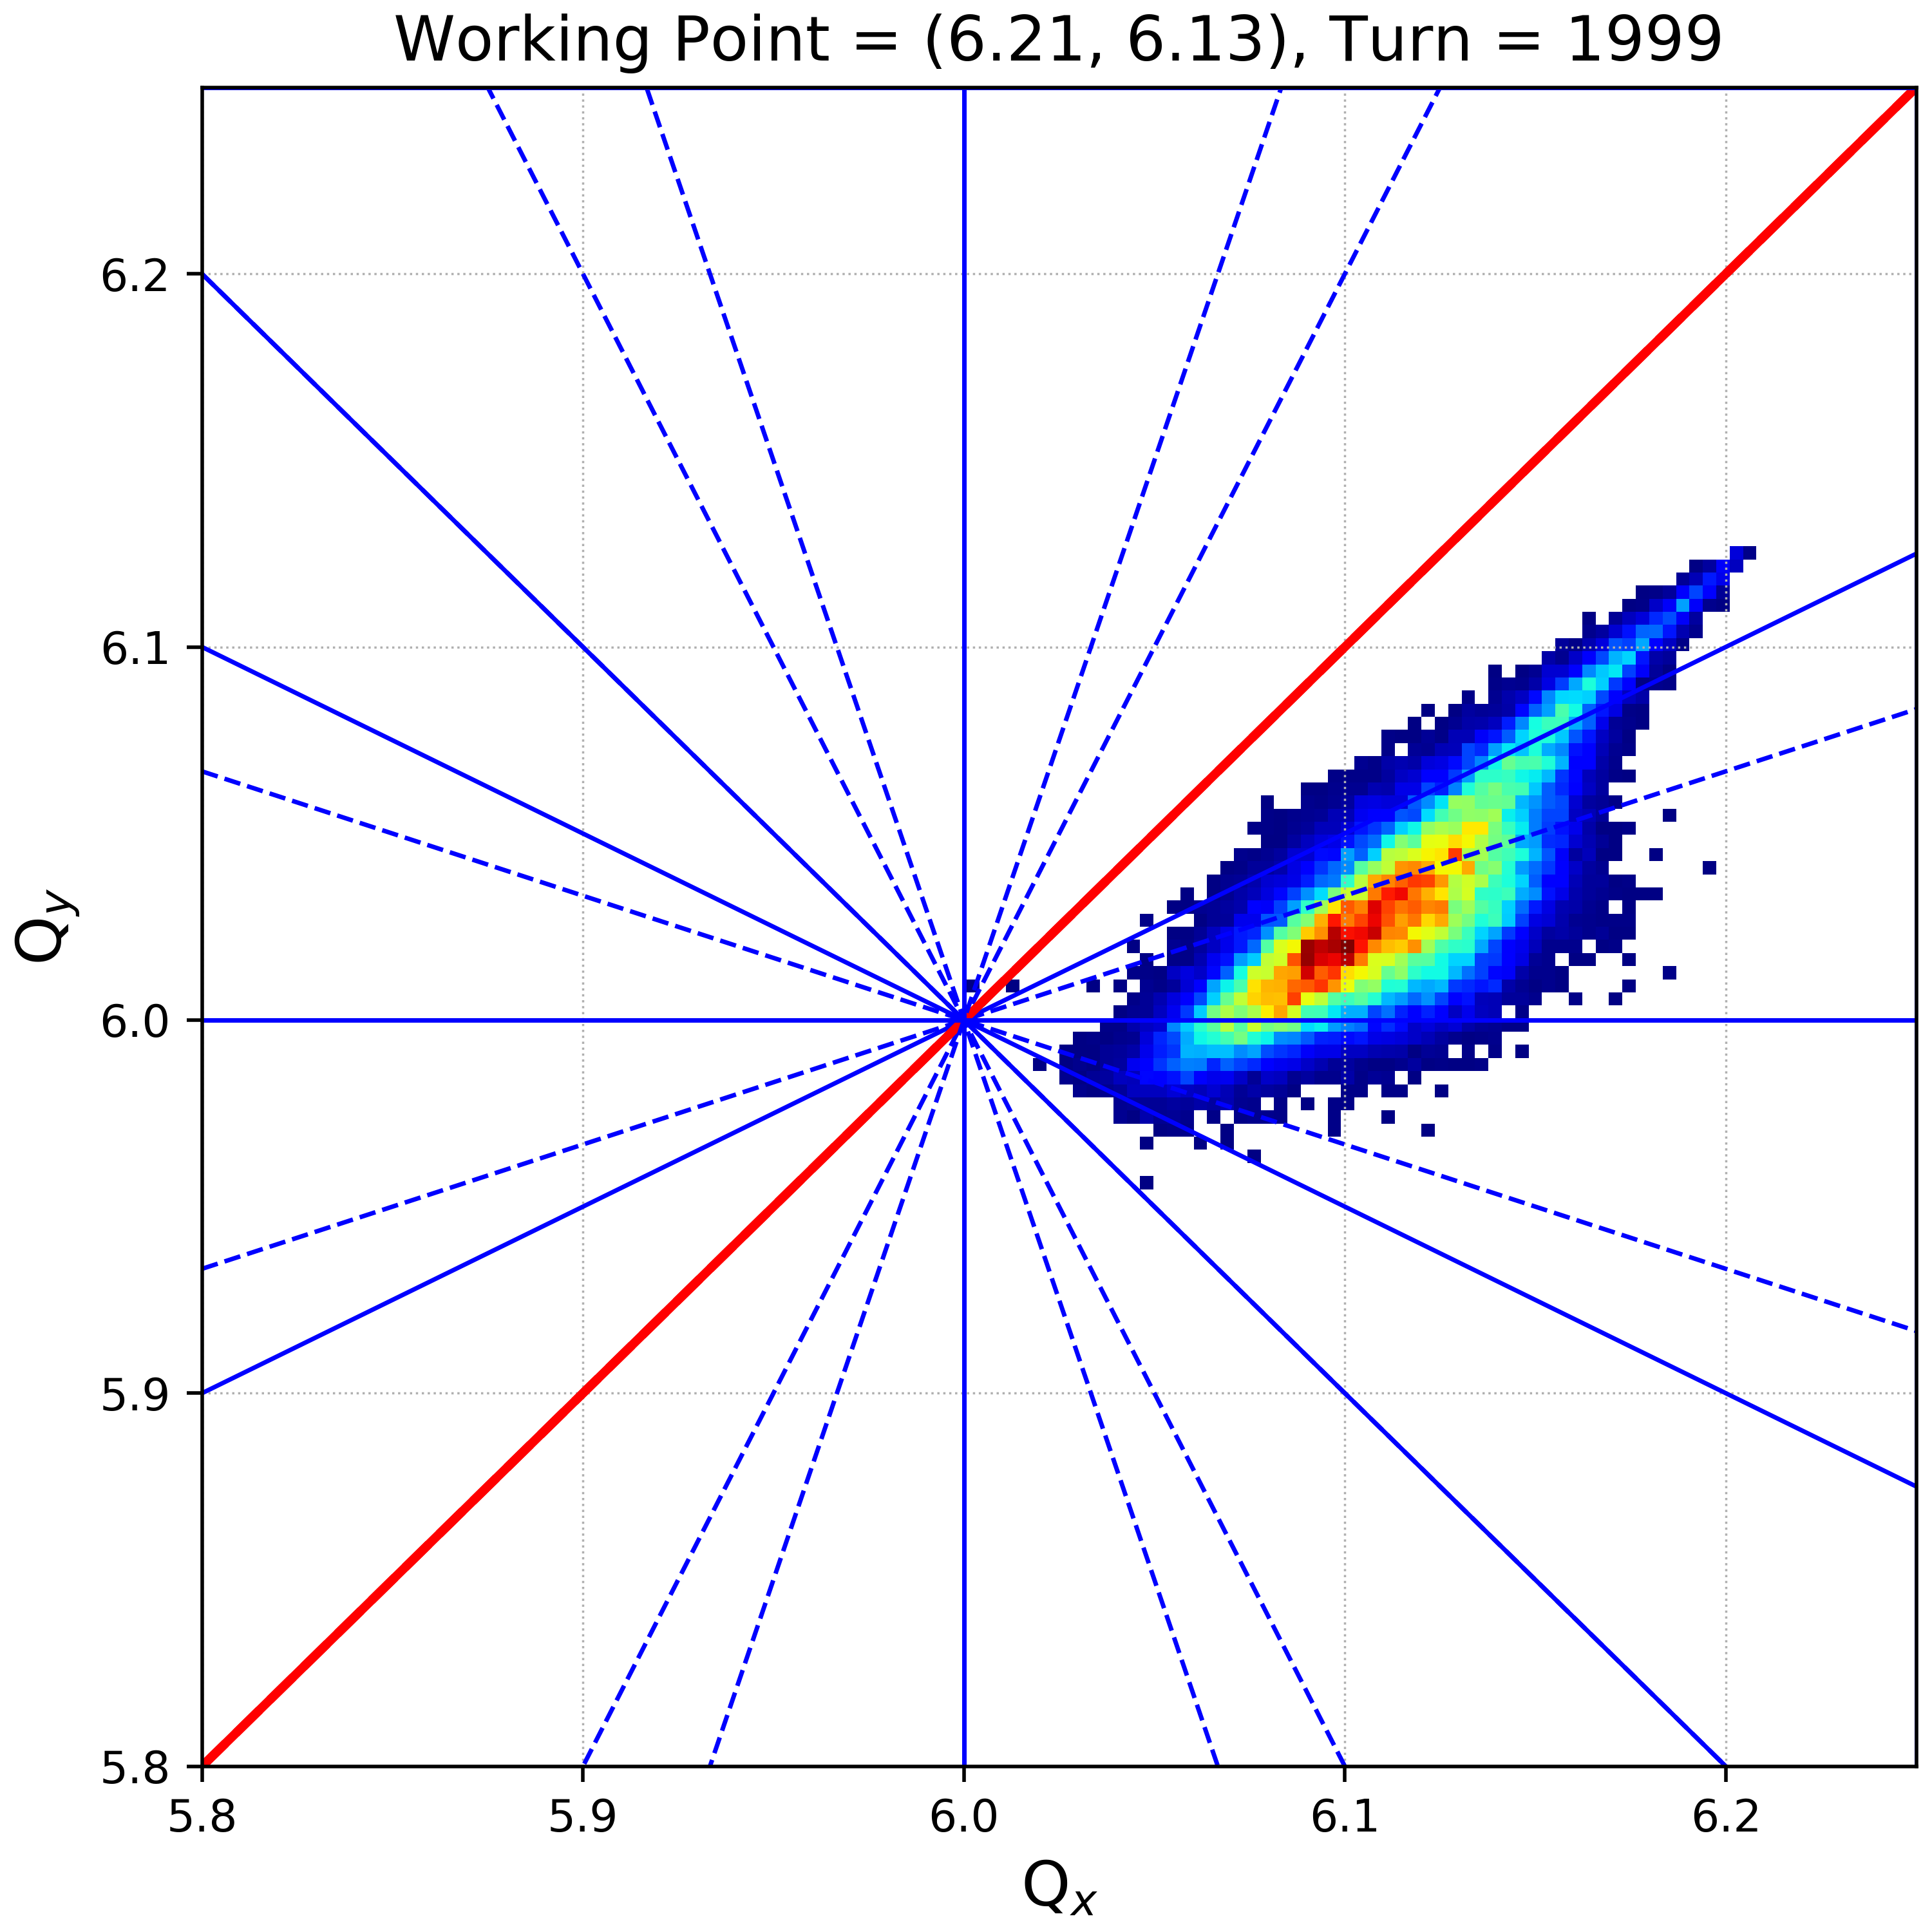 Working Point = (6.21, 6.13), Turn = 1999
6.2
6.1
6.0
5.9
5.8
Qy
5.8 5.9 6.0 6.1 6.2
Qx